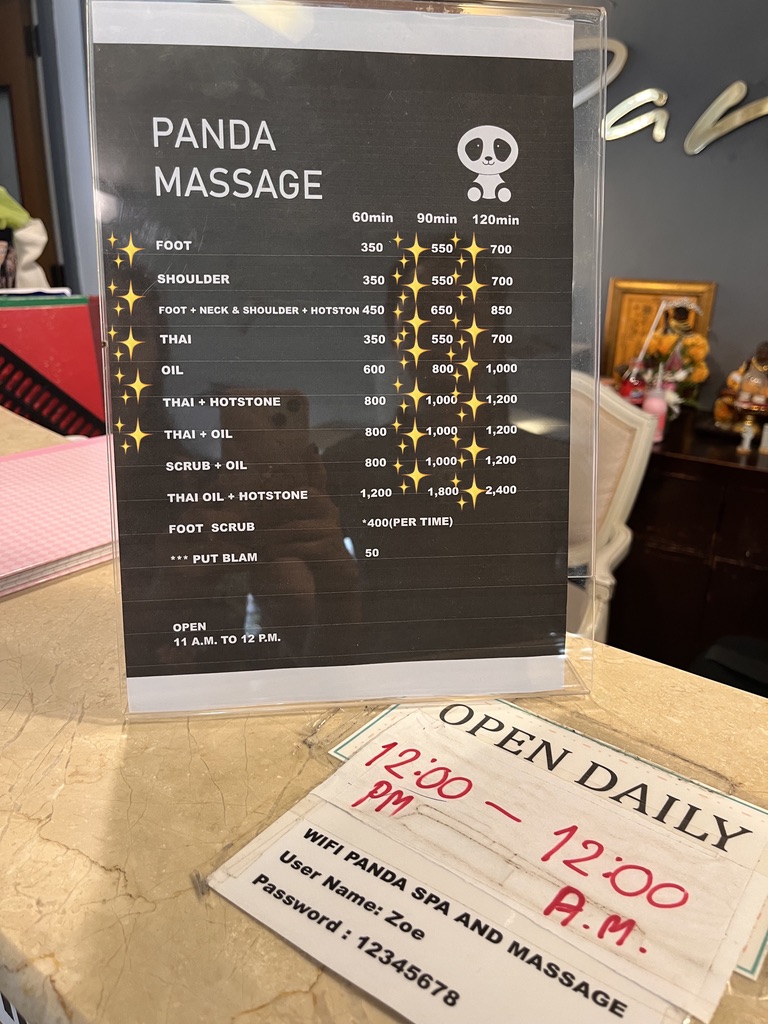 PANDA
MASSAGE
60min 90min 120min
FOOT 350 550 700
SHOULDER 350 550 700
FOOT + NECK & SHOULDER + HOTSTON 450 650 850
THAI 350 550 700
OIL 600 800 1,000
THAI + HOTSTONE 800 1,000 1,200
THAI + OIL 800 1,000 1,200
SCRUB + OIL 800 1,000 1,200
THAI OIL + HOTSTONE 1,200 1,800 2,400
FOOT SCRUB *400(PER TIME)
*** PUT BLAM 50
OPEN
11 A.M. TO 12 P.M.
OPEN DAILY
12:00 — 12:00
PM A.M.
WIFI PANDA SPA AND MASSAGE
User Name: Zoe
Password : 12345678